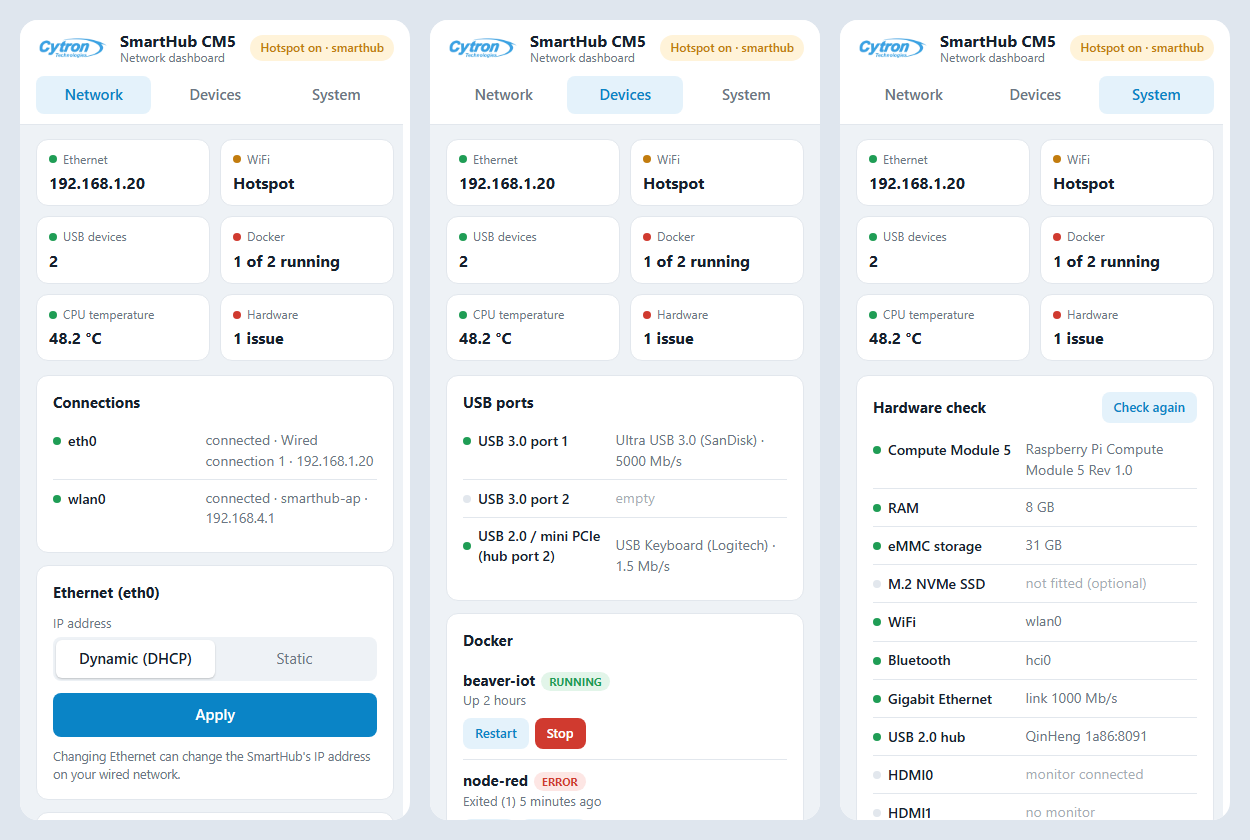 Cytron
Technologies
SmartHub CM5
Network dashboard
Hotspot on · smarthub
Network
Devices
System
Ethernet
192.168.1.20
WiFi
Hotspot
USB devices
2
Docker
1 of 2 running
CPU temperature
48.2 °C
Hardware
1 issue
Connections
eth0
connected · Wired
connection 1 · 192.168.1.20
wlan0
connected · smarthub-ap ·
192.168.4.1
Ethernet (eth0)
IP address
Dynamic (DHCP)
Static
Apply
Changing Ethernet can change the SmartHub's IP address
on your wired network.
Cytron
Technologies
SmartHub CM5
Network dashboard
Hotspot on · smarthub
Network
Devices
System
Ethernet
192.168.1.20
WiFi
Hotspot
USB devices
2
Docker
1 of 2 running
CPU temperature
48.2 °C
Hardware
1 issue
USB ports
USB 3.0 port 1
Ultra USB 3.0 (SanDisk) ·
5000 Mb/s
USB 3.0 port 2
empty
USB 2.0 / mini PCIe
(hub port 2)
USB Keyboard (Logitech) ·
1.5 Mb/s
Docker
beaver-iot
RUNNING
Up 2 hours
Restart
Stop
node-red
ERROR
Exited (1) 5 minutes ago
Cytron
Technologies
SmartHub CM5
Network dashboard
Hotspot on · smarthub
Network
Devices
System
Ethernet
192.168.1.20
WiFi
Hotspot
USB devices
2
Docker
1 of 2 running
CPU temperature
48.2 °C
Hardware
1 issue
Hardware check
Check again
Compute Module 5
Raspberry Pi Compute
Module 5 Rev 1.0
RAM
8 GB
eMMC storage
31 GB
M.2 NVMe SSD
not fitted (optional)
WiFi
wlan0
Bluetooth
hci0
Gigabit Ethernet
link 1000 Mb/s
USB 2.0 hub
QinHeng 1a86:8091
HDMI0
monitor connected
HDMI1
no monitor